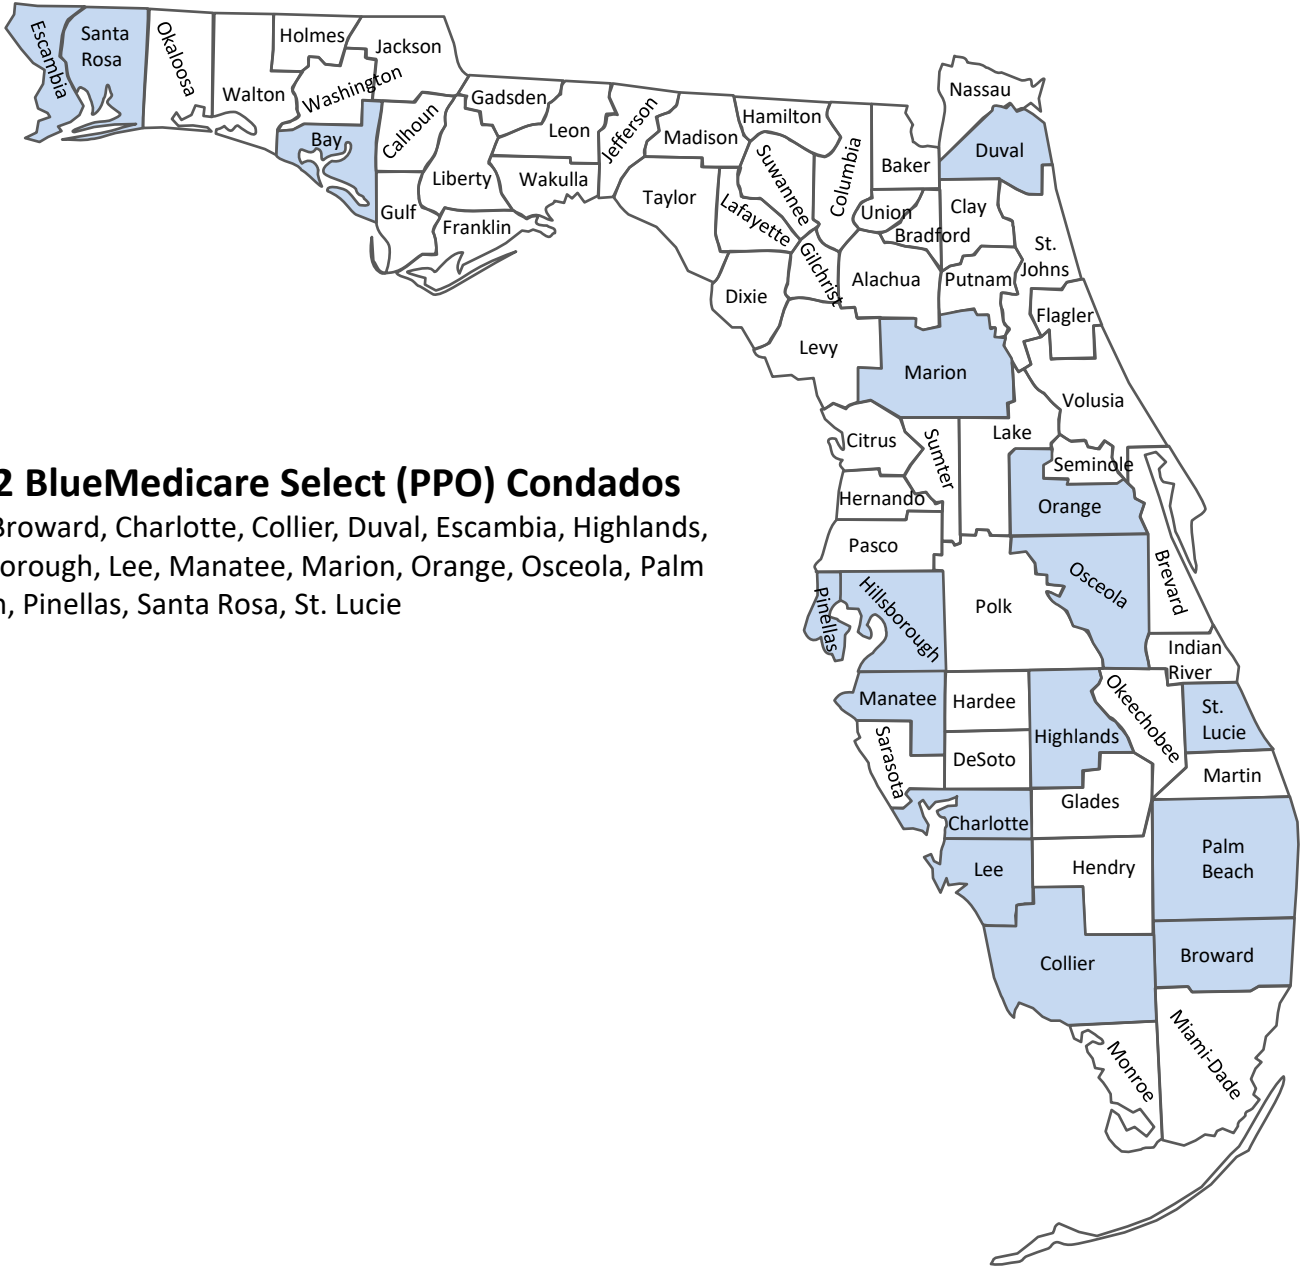 Escambia
Santa
Rosa
Okaloosa
Walton
Holmes
Washington
Jackson
Bay
Calhoun
Gulf
Liberty
Gadsden
Franklin
Leon
Wakulla
Jefferson
Madison
Taylor
Hamilton
Suwannee
Lafayette
Dixie
Columbia
Gilchrist
Baker
Union
Bradford
Alachua
Levy
Nassau
Duval
Clay
Putnam
St.
Johns
Flagler
Marion
Volusia
Citrus
Sumter
Lake
Seminole
Hernando
Orange
Pasco
Brevard
Osceola
Polk
Pinellas
Hillsborough
Indian
River
Manatee
Hardee
Highlands
Okeechobee
St.
Lucie
Sarasota
DeSoto
Martin
Glades
Charlotte
Lee
Hendry
Palm
Beach
Collier
Broward
Monroe
Miami-Dade
2 BlueMedicare Select (PPO) Condados
Broward, Charlotte, Collier, Duval, Escambia, Highlands,
orough, Lee, Manatee, Marion, Orange, Osceola, Palm
, Pinellas, Santa Rosa, St. Lucie